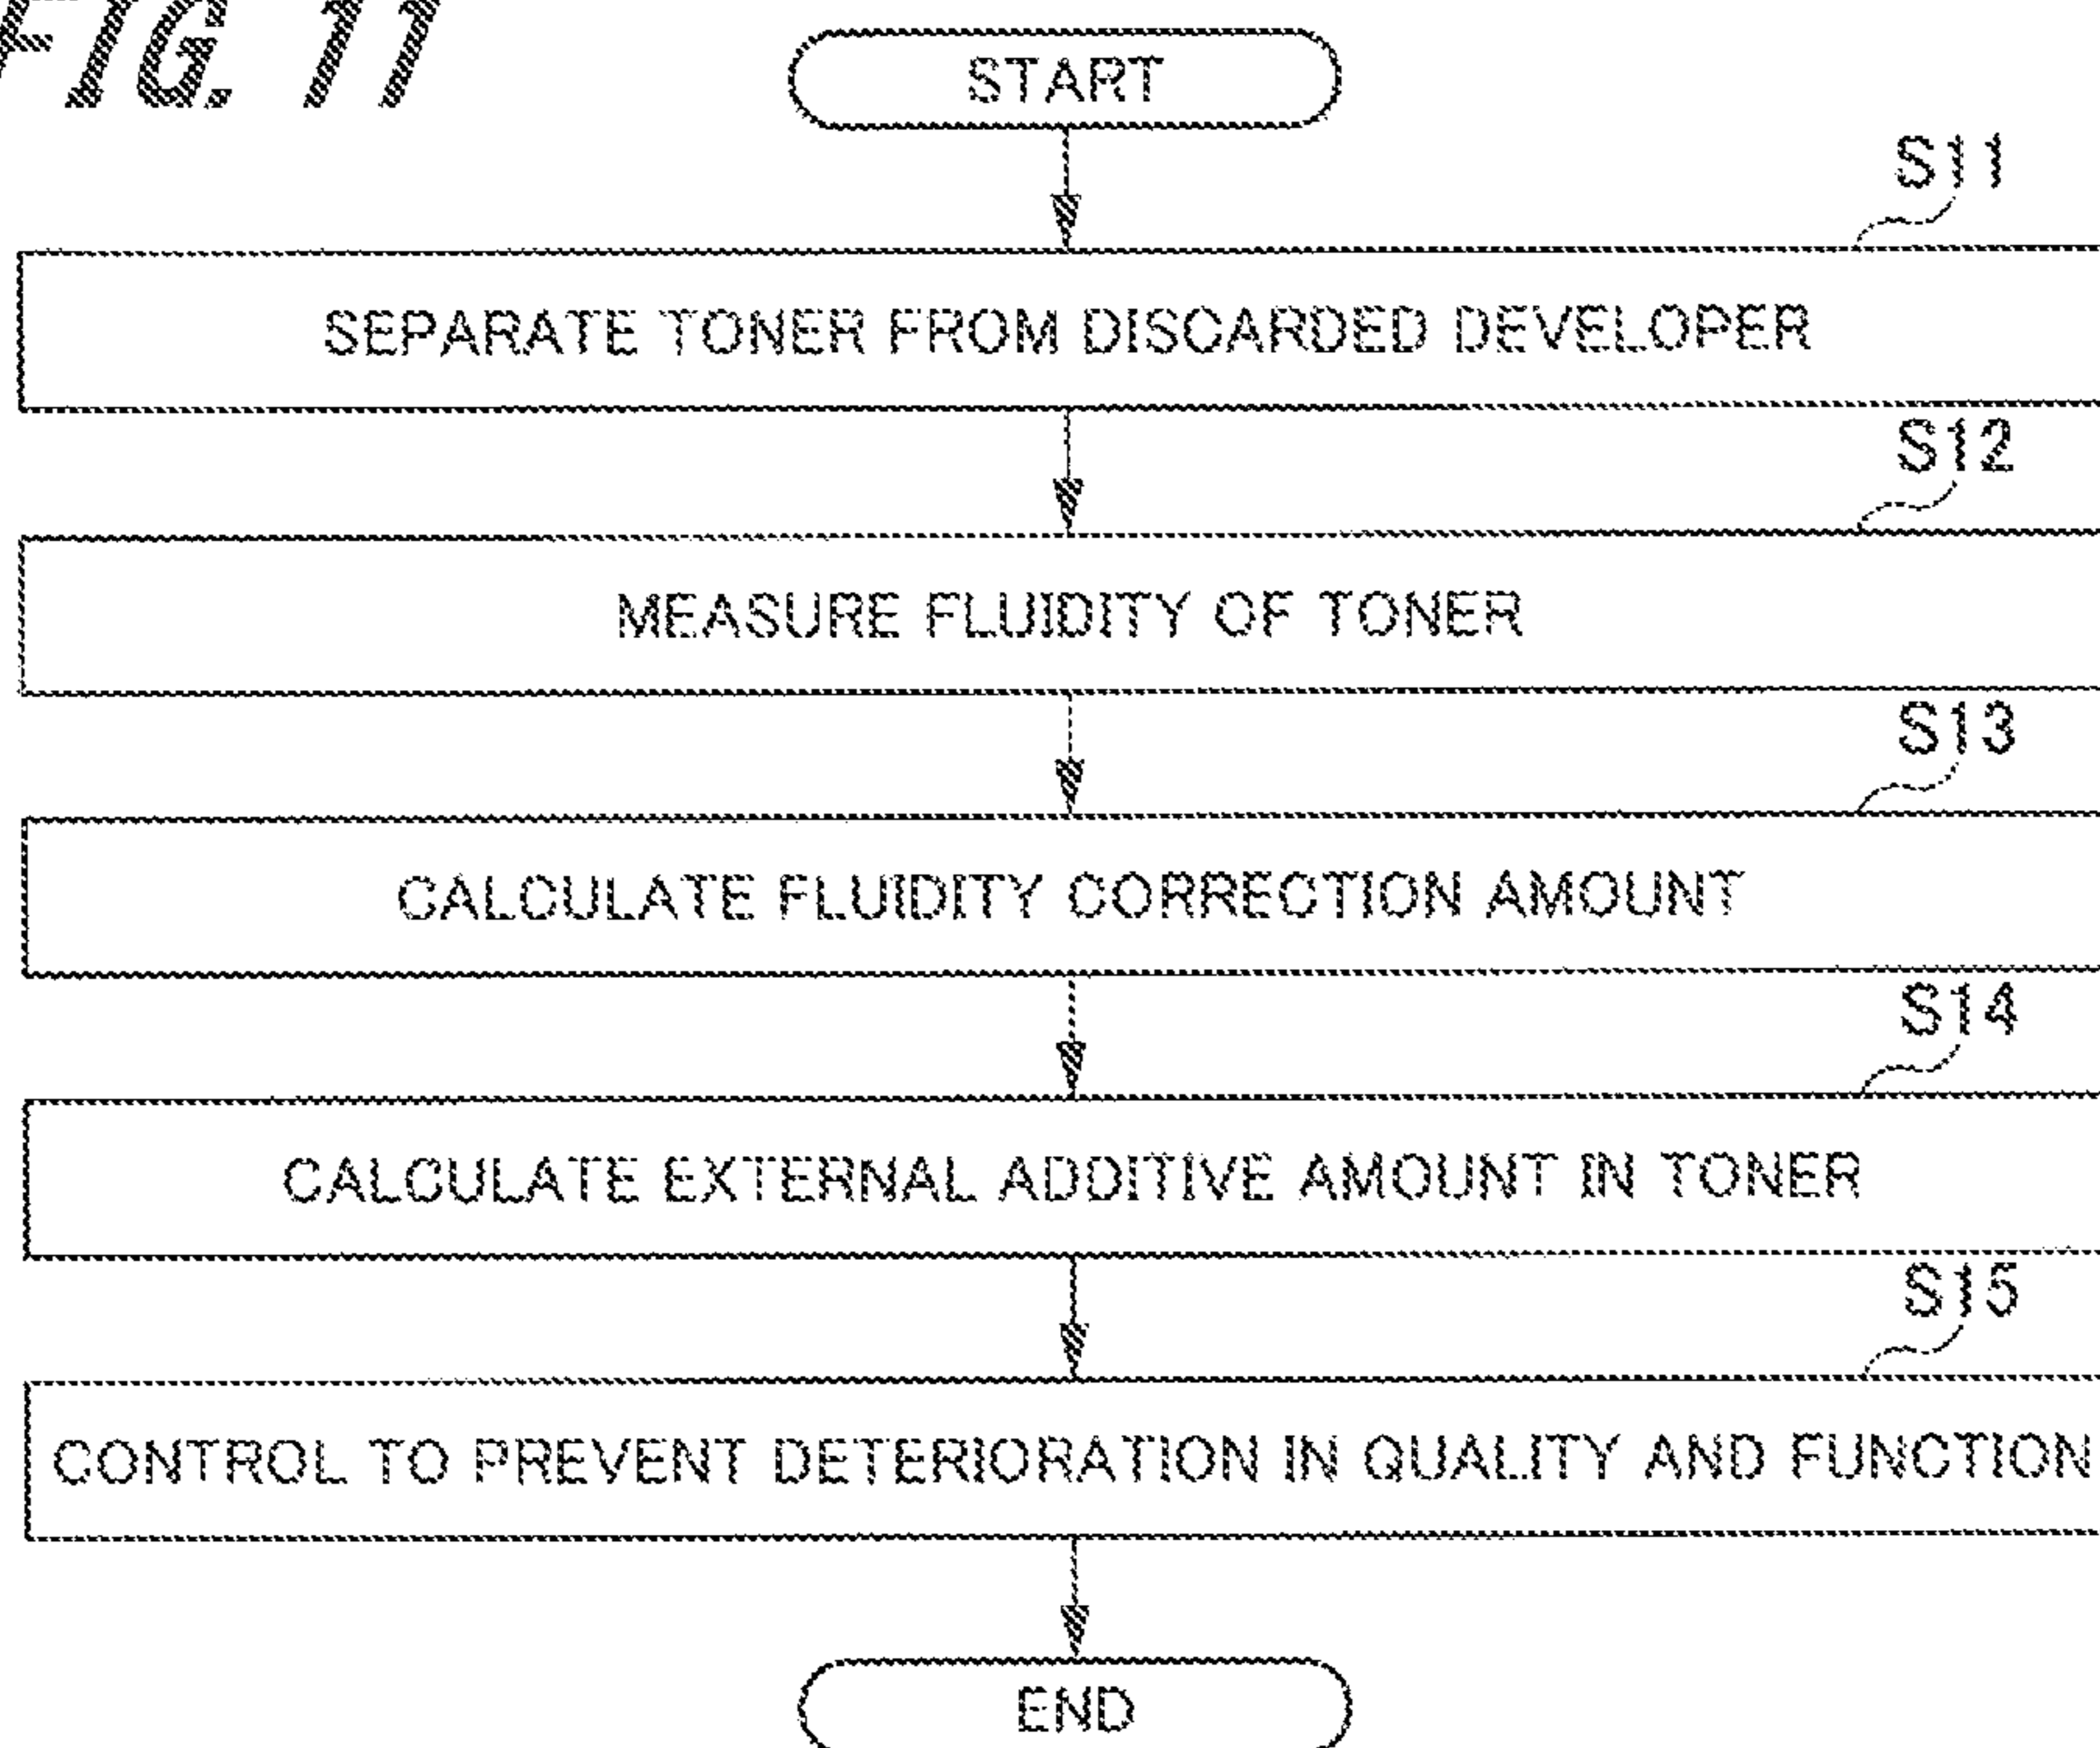 FIG. 11
START
S11
SEPARATE TONER FROM DISCARDED DEVELOPER
S12
MEASURE FLUIDITY OF TONER
S13
CALCULATE FLUIDITY CORRECTION AMOUNT
S14
CALCULATE EXTERNAL ADDITIVE AMOUNT IN TONER
S15
CONTROL TO PREVENT DETERIORATION IN QUALITY AND FUNCTION
END